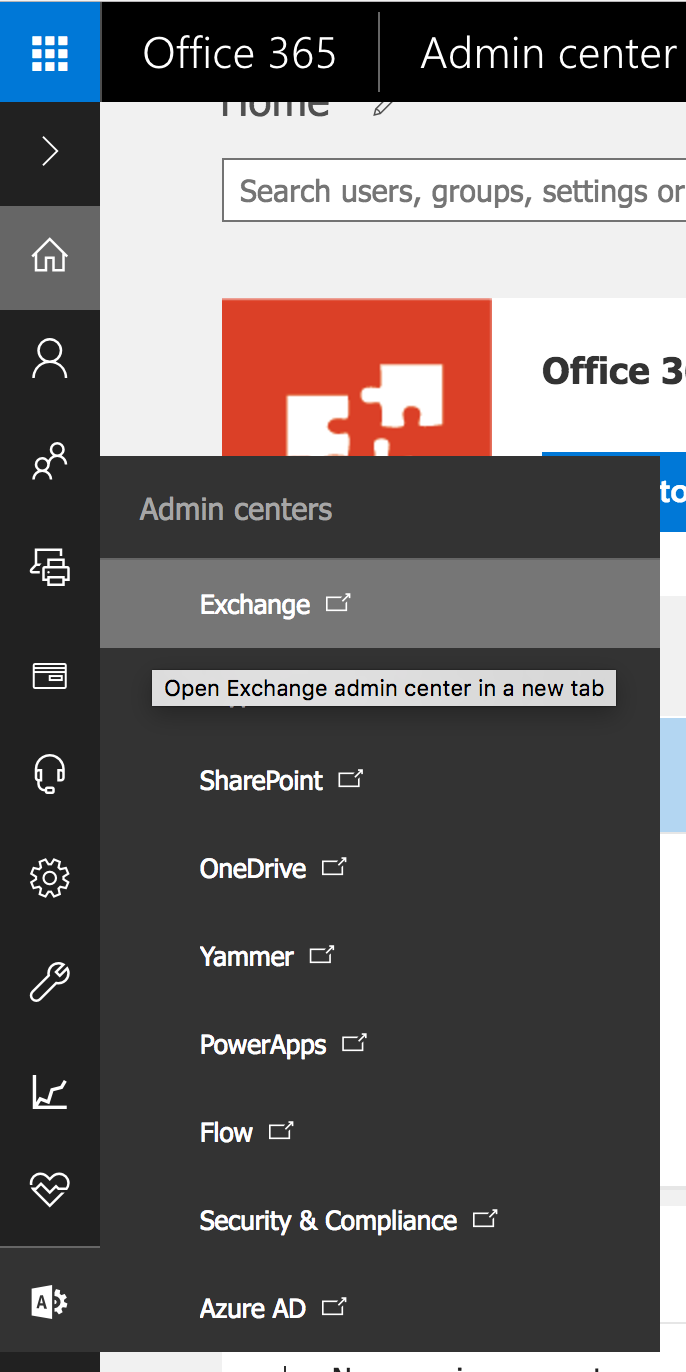 Office 365
Admin center
Home
Search users, groups, settings or
Office 3
to
Admin centers
Exchange
Open Exchange admin center in a new tab
SharePoint
OneDrive
Yammer
PowerApps
Flow
Security & Compliance
Azure AD
A